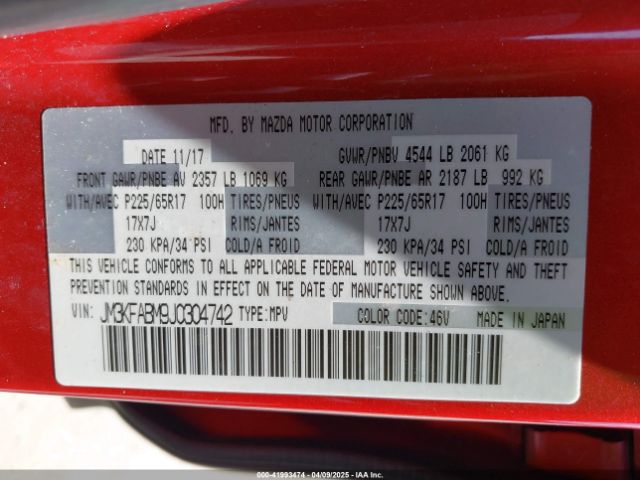 MFD. BY MAZDA MOTOR CORPORATION
DATE 11/17 GVWR/PNBV 4544 LB 2061 KG
FRONT GAWR/PNBE AV 2357 LB 1069 KG REAR GAWR/PNBE AR 2187 LB 992 KG
WITH/AVEC P225/65R17 100H TIRES/PNEUS WITH/AVEC P225/65R17 100H TIRES/PNEUS
17X7J RIMS/JANTES 17X7J RIMS/JANTES
230 KPA/34 PSI COLD/A FROID 230 KPA/34 PSI COLD/A FROID
THIS VEHICLE CONFORMS TO ALL APPLICABLE FEDERAL MOTOR VEHICLE SAFETY AND THEFT
PREVENTION STANDARDS IN EFFECT ON THE DATE OF MANUFACTURE SHOWN ABOVE.
VIN: JM3KFABM9J0304742 TYPE:MPV COLOR CODE:46V MADE IN JAPAN
00-41993474 | 04/09/2025 - IAA, Inc.